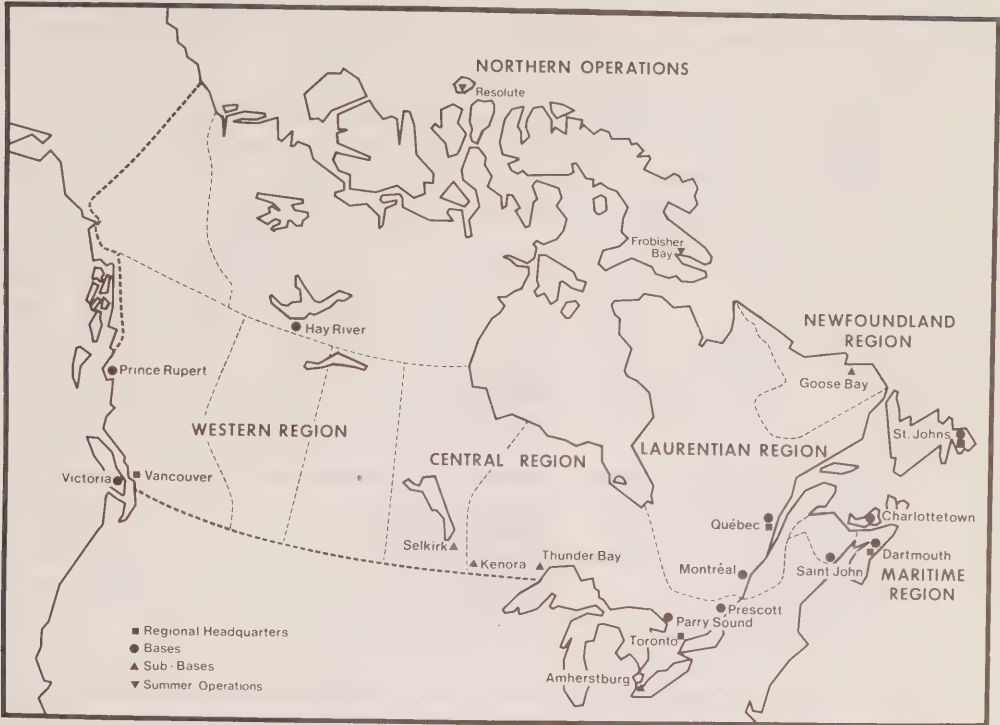 NORTHERN OPERATIONS
Resolute
Frobisher
Bay
Hay River
NEWFOUNDLAND
REGION
Prince Rupert
Goose Bay
WESTERN REGION
St. Johns
LAURENTIAN REGION
CENTRAL REGION
Victoria
Vancouver
Québec
Charlottetown
Selkirk
Thunder Bay
Dartmouth
Kenora
Montréal
Saint John
MARITIME
REGION
Prescott
Parry Sound
Toronto
Amherstburg
Regional Headquarters
Bases
Sub-Bases
Summer Operations